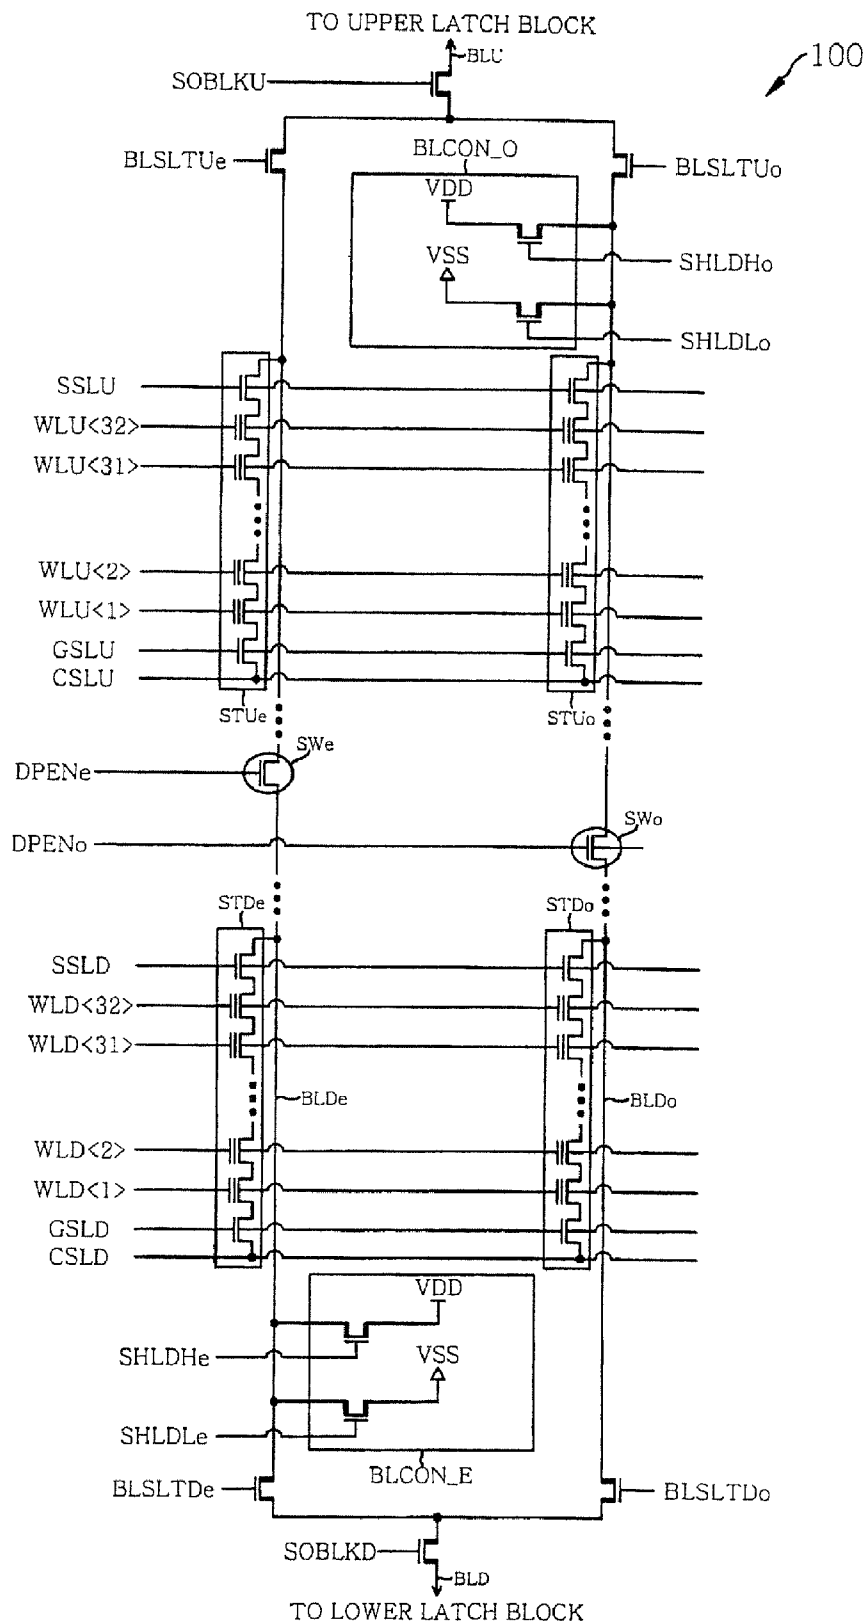 TO UPPER LATCH BLOCK
BLU
100
SOBLKU
BLSLTUe
BLCON_O
BLSLTUo
VDD
SHLDHo
VSS
SHLDLo
SSLU
WLU<32>
WLU<31>
WLU<2>
WLU<1>
GSLU
CSLU
STUe
STUo
SWe
DPENe
SWo
DPENo
STDe
STDo
SSLD
WLD<32>
WLD<31>
BLDe
BLDo
WLD<2>
WLD<1>
GSLD
CSLD
VDD
SHLDHe
VSS
SHLDLe
BLCON_E
BLSLTDe
BLSLTDo
SOBLKD
BLD
TO LOWER LATCH BLOCK